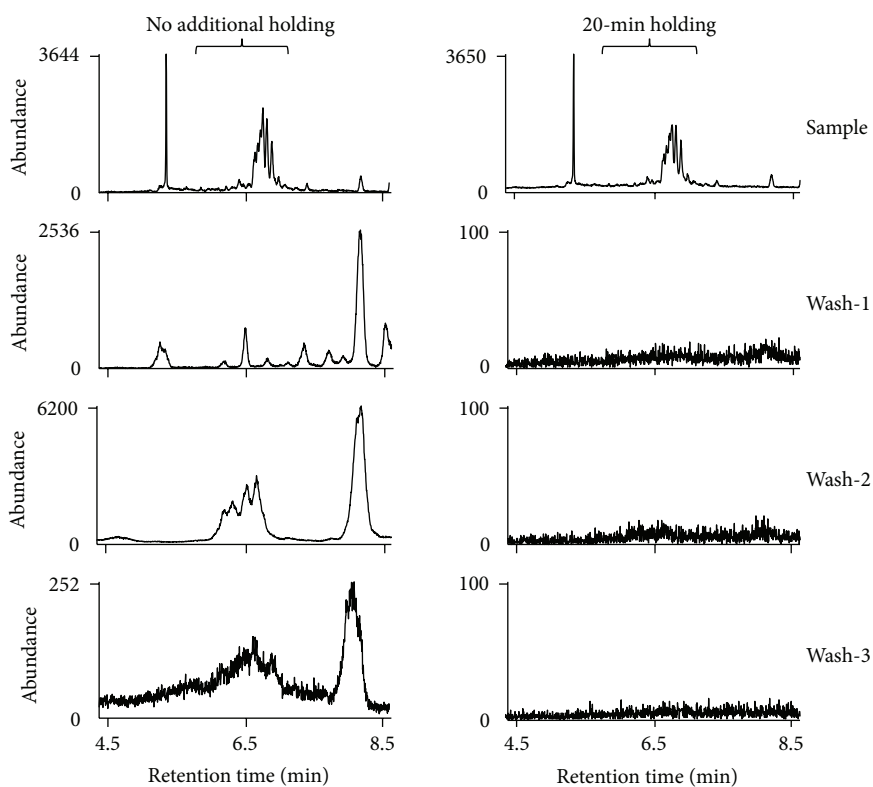 No additional holding
20-min holding
3644
Abundance
0
3650
0
Sample
2536
Abundance
0
100
0
Wash-1
6200
Abundance
0
100
0
Wash-2
252
Abundance
0
4.5 6.5 8.5
Retention time (min)
100
0
Wash-3
4.5 6.5 8.5
Retention time (min)